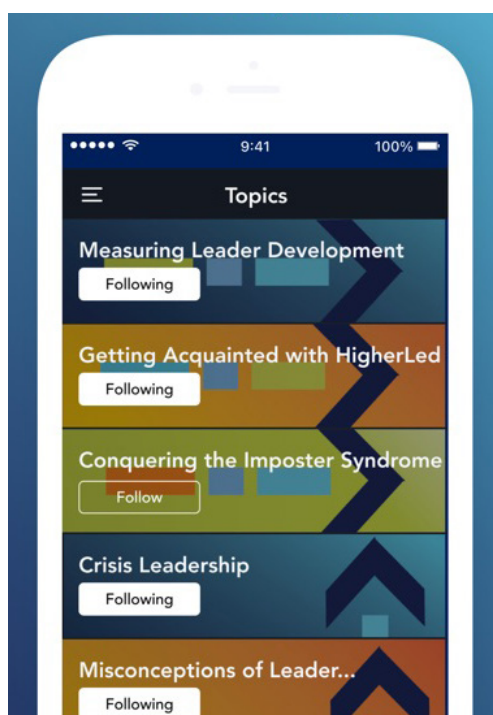 9:41 100%
Topics
Measuring Leader Development
Following
Getting Acquainted with HigherLed
Following
Conquering the Imposter Syndrome
Follow
Crisis Leadership
Following
Misconceptions of Leader...
Following